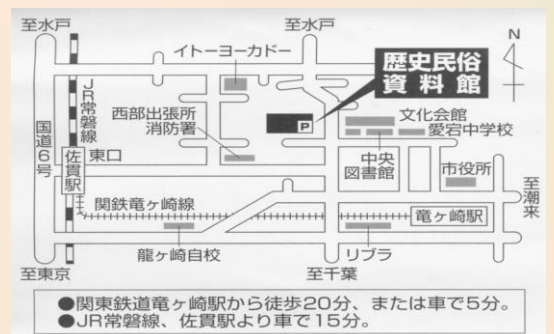 至水戸
至水戸
イトーヨーカドー
歴史民俗
資料館
N
JR常磐線
西部出張所
消防署
P
文化会館
愛宕中学校
国道6号
佐貫駅
東口
中央
図書館
市役所
至潮来
関鉄竜ヶ崎線
竜ヶ崎駅
龍ヶ崎自校
リブラ
至東京
至千葉
●関東鉄道竜ヶ崎駅から徒歩20分、または車で5分。
●JR常磐線、佐貫駅より車で15分。